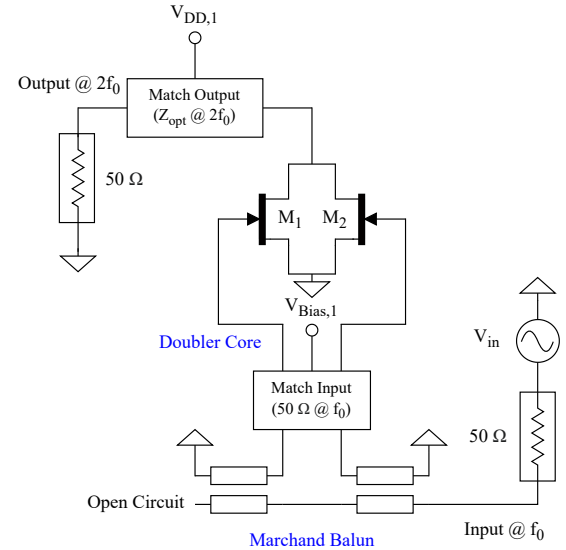 V_DD,1
Output @ 2f_0
Match Output
(Z_opt @ 2f_0)
50 Ω
M_1
M_2
V_Bias,1
Doubler Core
V_in
Match Input
(50 Ω @ f_0)
50 Ω
Open Circuit
Input @ f_0
Marchand Balun